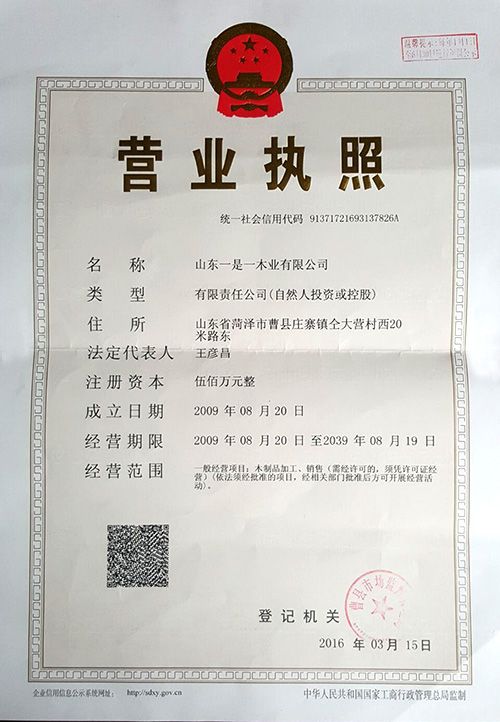 营业执照
统一社会信用代码 91371721693137826A
名称 山东一是一木业有限公司
类型 有限责任公司(自然人投资或控股)
住所 山东省菏泽市曹县庄寨镇仝大营村西20
米路东
法定代表人 王彦昌
注册资本 伍佰万元整
成立日期 2009 年 08 月 20 日
经营期限 2009 年 08 月 20 日 至2039 年 08 月 19 日
经营范围 一般经营项目：木制品加工、销售（需经许可的，须凭许可证经
营）(依法须经批准的项目，经相关部门批准后方可开展经营活
动)。
登记机关
2016 年 03月 15日
企业信用信息公示系统网址： http://sdxy.gov.cn
中华人民共和国国家工商行政管理总局监制